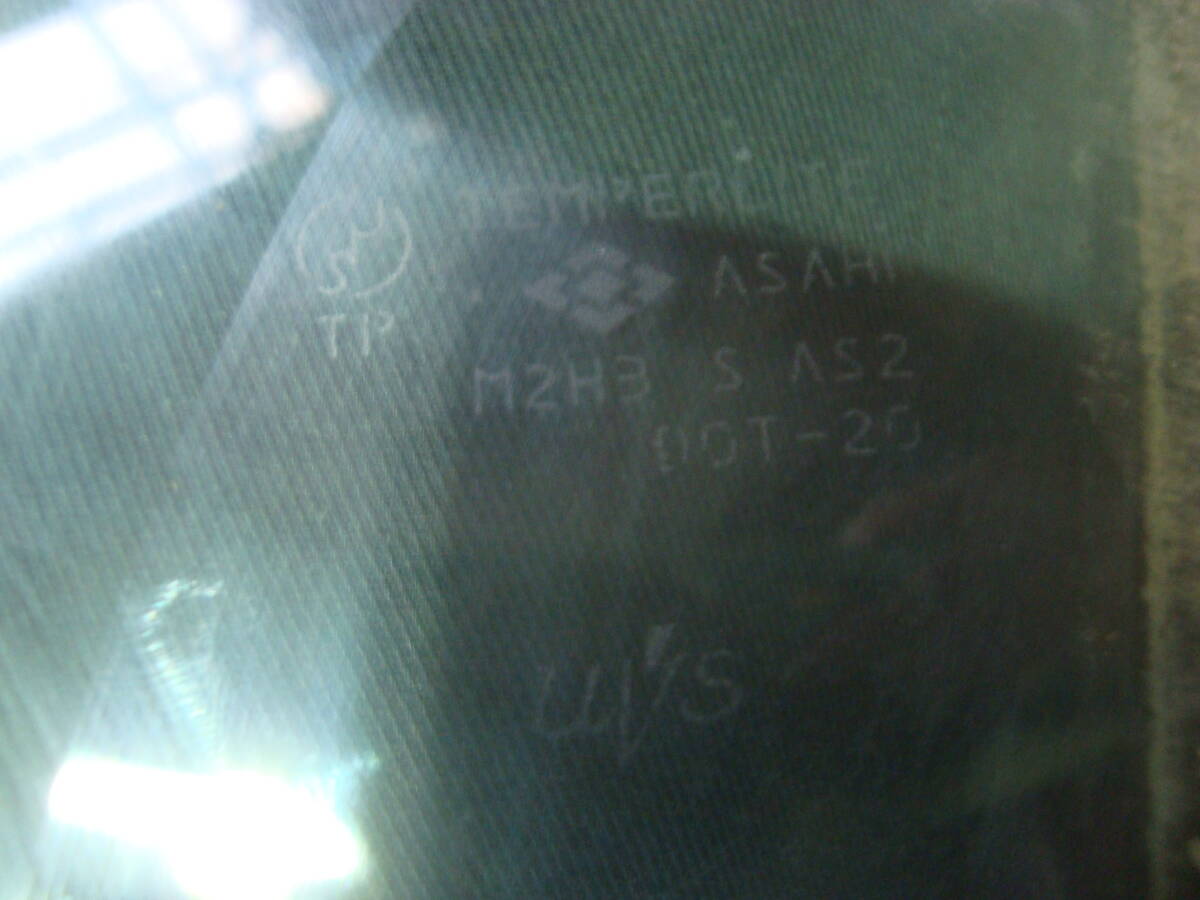 TEMPERLITE
S
TP
ASAHI
M2H3 S AS2
DOT-20